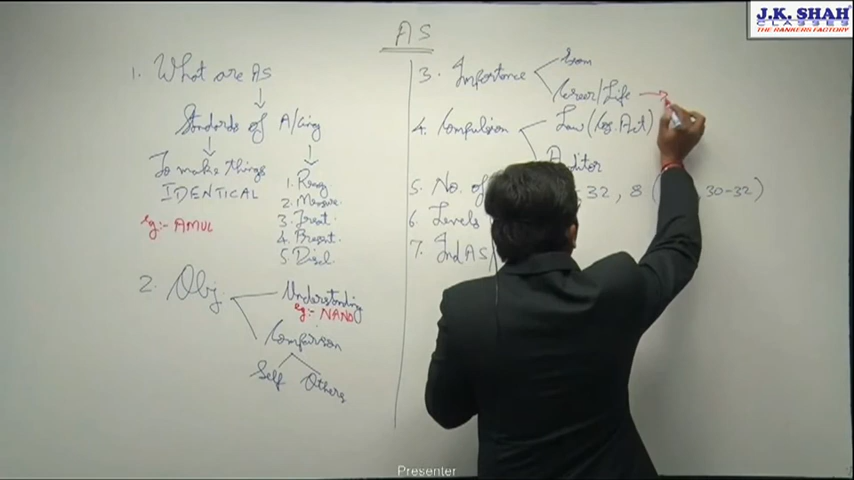 J.K. SHAH
CLASSES
THE RANKERS FACTORY
AS
1. What are AS
Standards of A/cing
To make things
IDENTICAL
eg:- AMUL
1. Recog
2. Measure
3. Treat
4. Present
5. Discl.
2. Obj
Understanding
eg:- NANO
Comparison
Self
Others
3. Importance
Exam
Career/Life
4. Compulsion
Law (Cog. Act)
Auditor
5. No. of
32, 8 (
30-32)
6. Levels
7. Ind AS/
Presenter